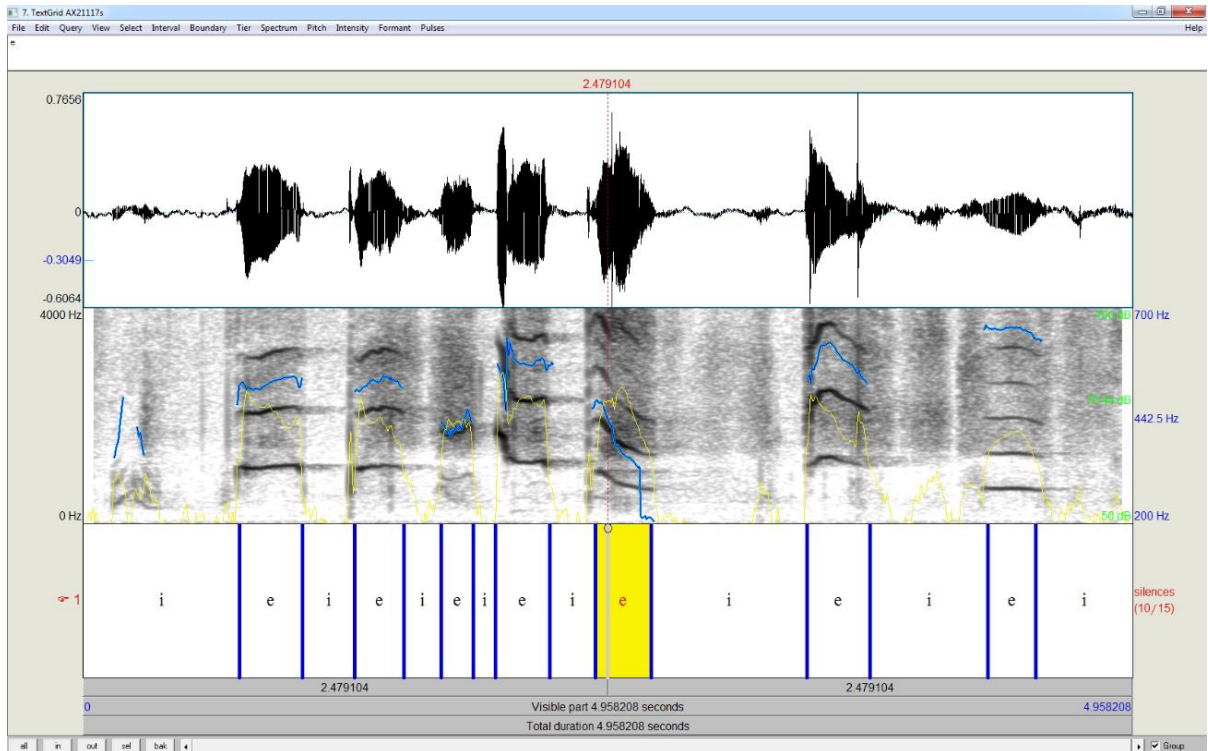 7. TextGrid AX21117s
File Edit Query View Select Interval Boundary Tier Spectrum Pitch Intensity Formant Pulses Help
e
2.479104
0.7656
0
-0.3049
-0.6064
4000 Hz
700 Hz
442.5 Hz
0 Hz
50 dB 200 Hz
1 i e i e i e i e i e i e i e i
silences
(10/15)
2.479104 2.479104
0 Visible part 4.958208 seconds 4.958208
Total duration 4.958208 seconds
all in out sel bak Group